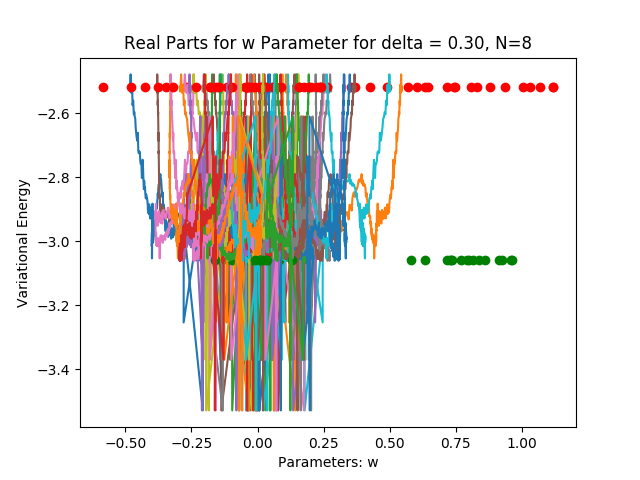 Real Parts for w Parameter for delta = 0.30, N=8
Variational Energy
−2.6
−2.8
−3.0
−3.2
−3.4
−0.50 −0.25 0.00 0.25 0.50 0.75 1.00
Parameters: w